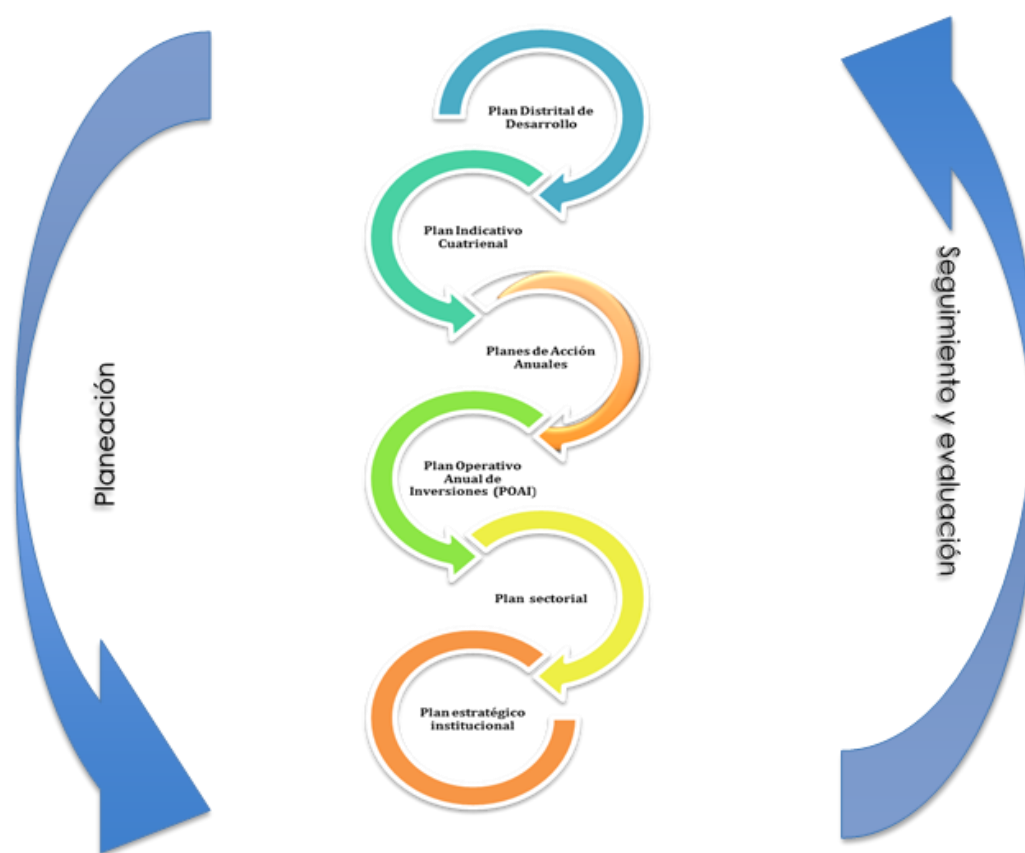 Planeación
Plan Distrital de
Desarrollo
Plan Indicativo
Cuatrienal
Planes de Acción
Anuales
Plan Operativo
Anual de
Inversiones (POAI)
Plan sectorial
Plan estratégico
institucional
Seguimiento y evaluación